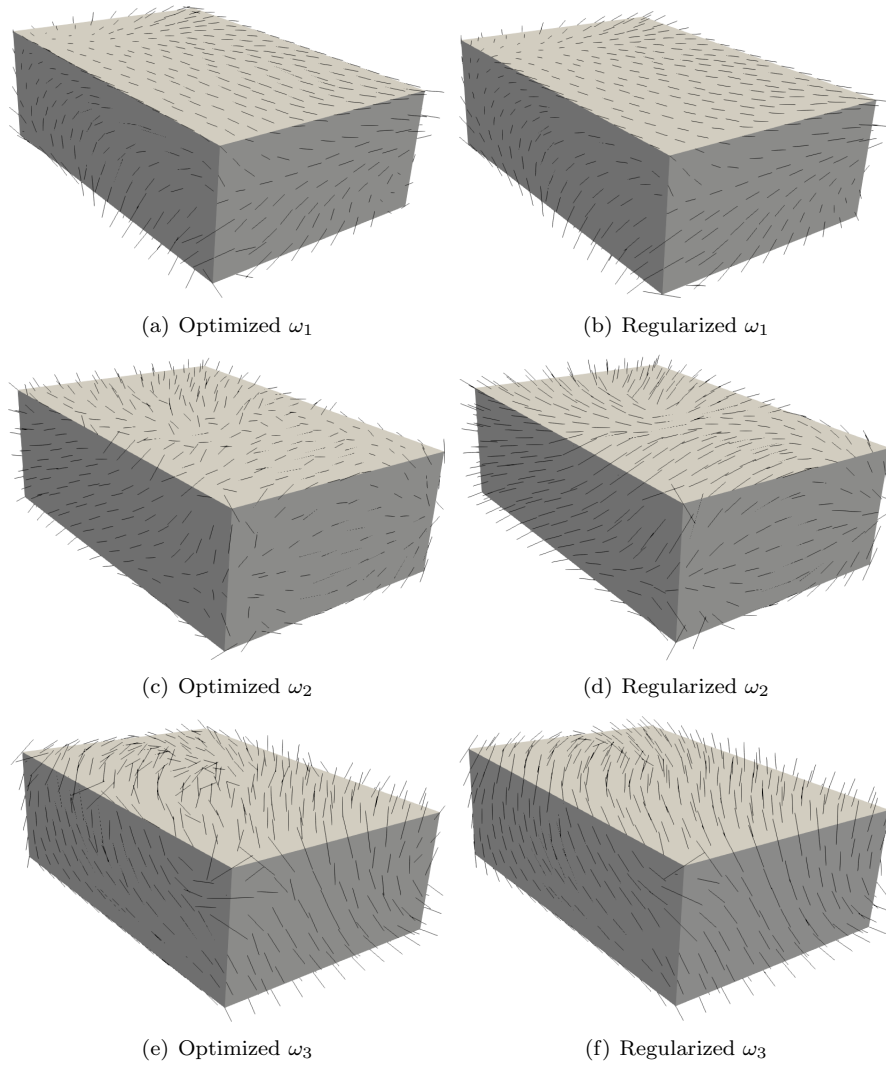 (a) Optimized ω₁
(b) Regularized ω₁
(c) Optimized ω₂
(d) Regularized ω₂
(e) Optimized ω₃
(f) Regularized ω₃